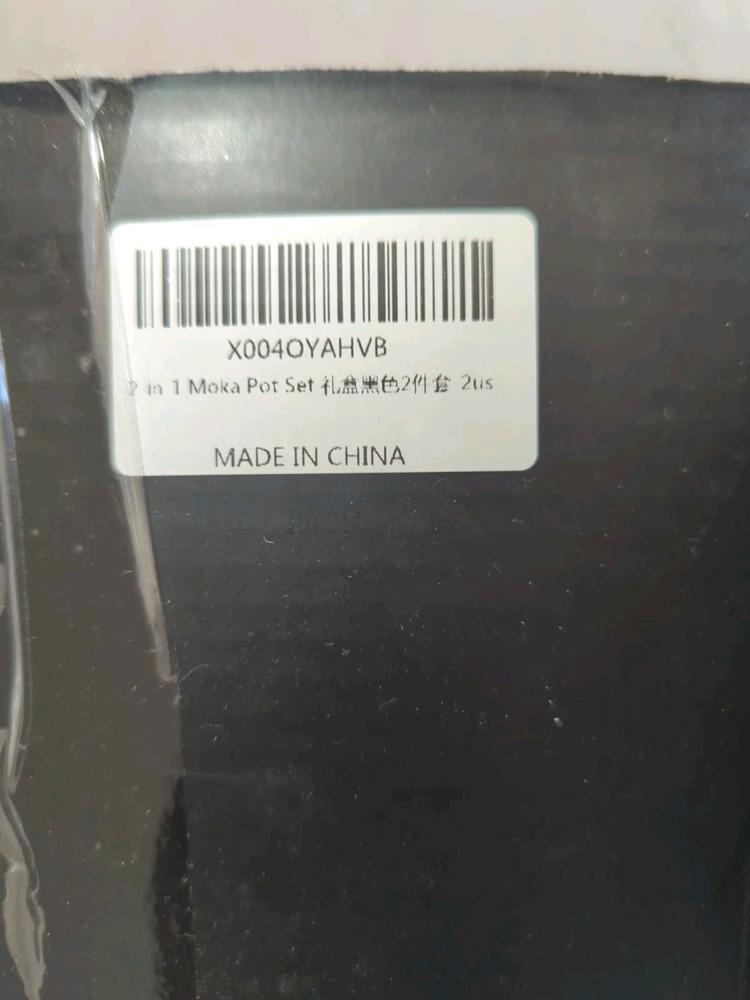 X004OYAHVB
2 in 1 Moka Pot Set 礼盒黑色2件套 2us
MADE IN CHINA